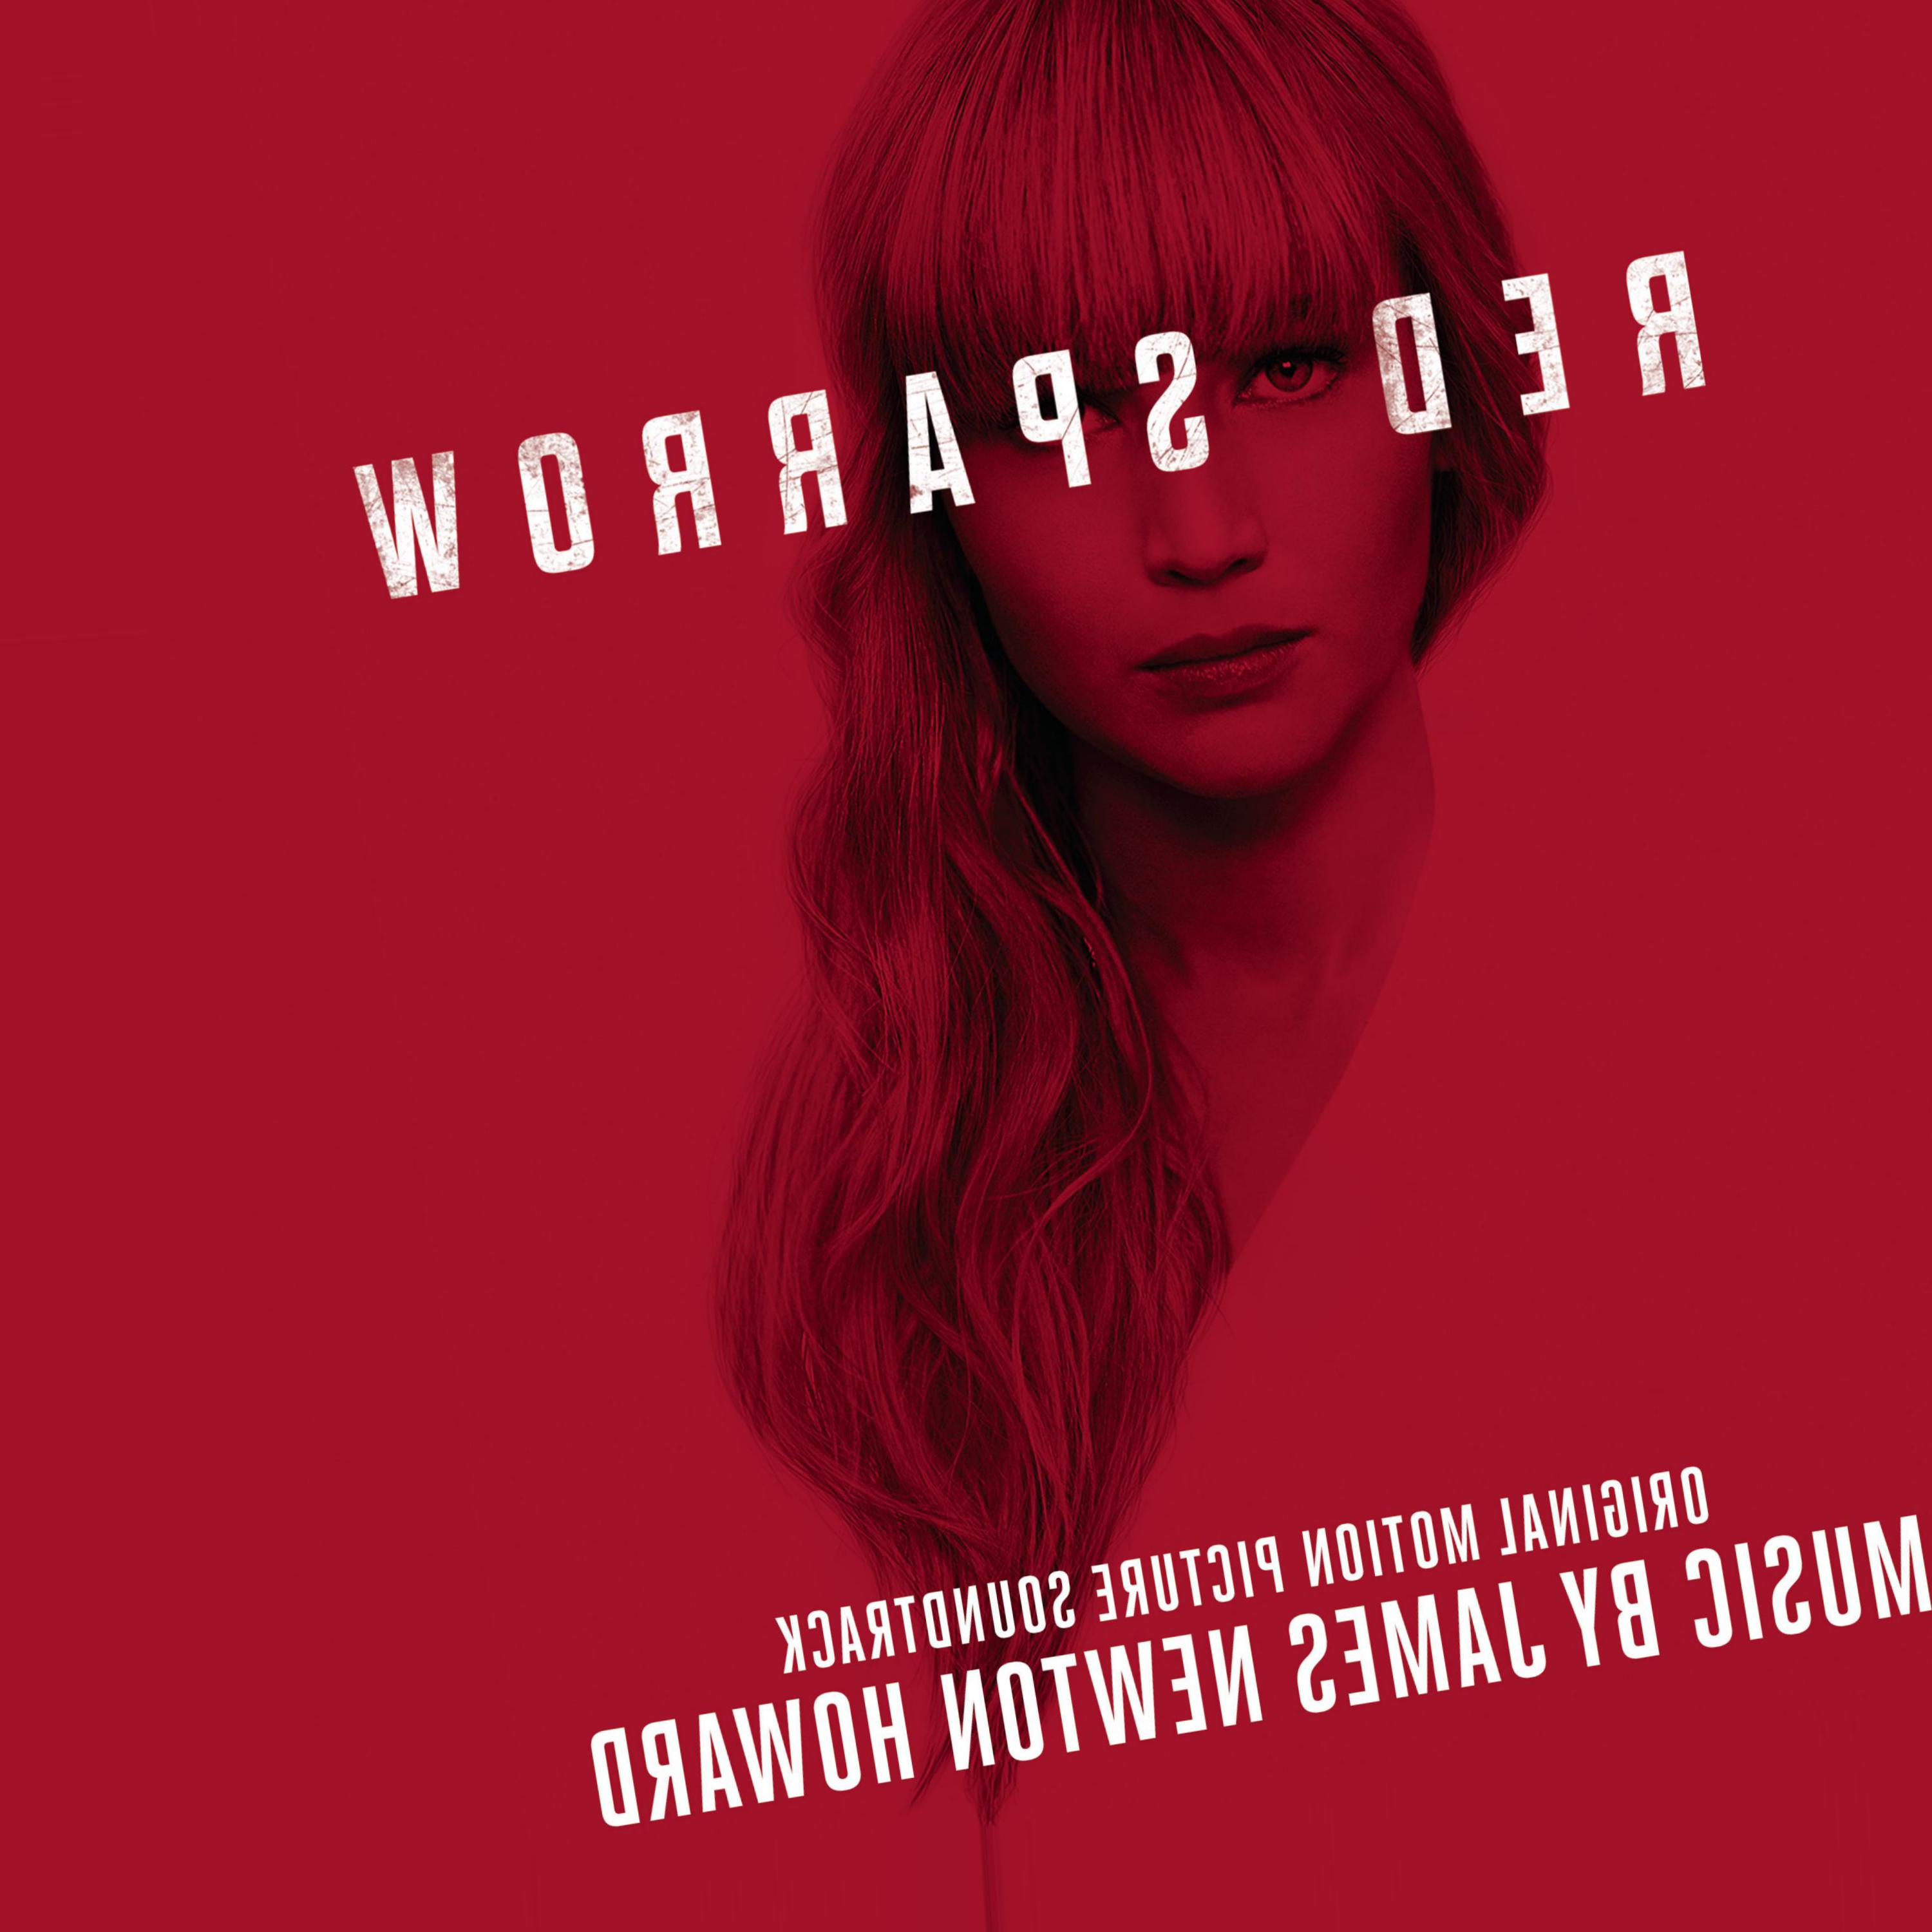 RED SPARROW
ORIGINAL MOTION PICTURE SOUNDTRACK
MUSIC BY JAMES NEWTON HOWARD